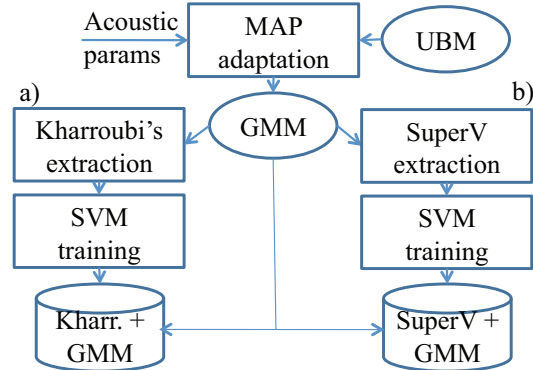 Acoustic
params
MAP
adaptation
UBM
a)
b)
Kharroubi's
extraction
GMM
SuperV
extraction
SVM
training
SVM
training
Kharr. +
GMM
SuperV +
GMM